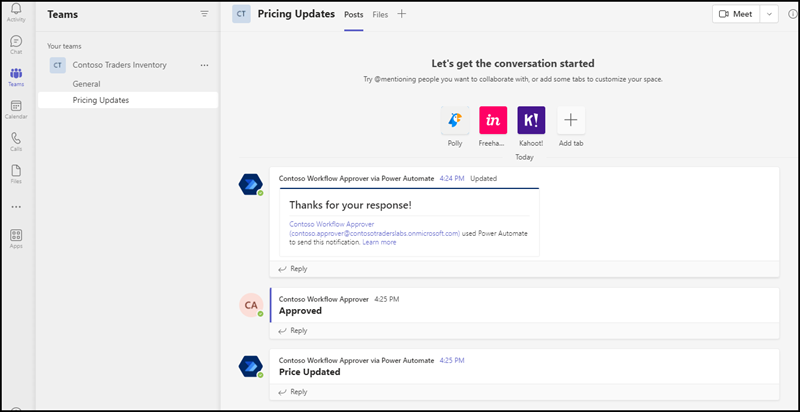 Activity
Chat
Teams
Calendar
Calls
Files
Apps
Teams
Your teams
CT Contoso Traders Inventory
General
Pricing Updates
CT Pricing Updates Posts Files
Meet
Let's get the conversation started
Try @mentioning people you want to collaborate with, or add some tabs to customize your space.
in K!
Polly Freeha... Kahoot! Add tab
Today
Contoso Workflow Approver via Power Automate 4:24 PM Updated
Thanks for your response!
Contoso Workflow Approver
(contoso.approver@contosotraderslabs.onmicrosoft.com) used Power Automate
to send this notification. Learn more
Reply
CA
Contoso Workflow Approver 4:25 PM
Approved
Reply
Contoso Workflow Approver via Power Automate 4:25 PM
Price Updated
Reply